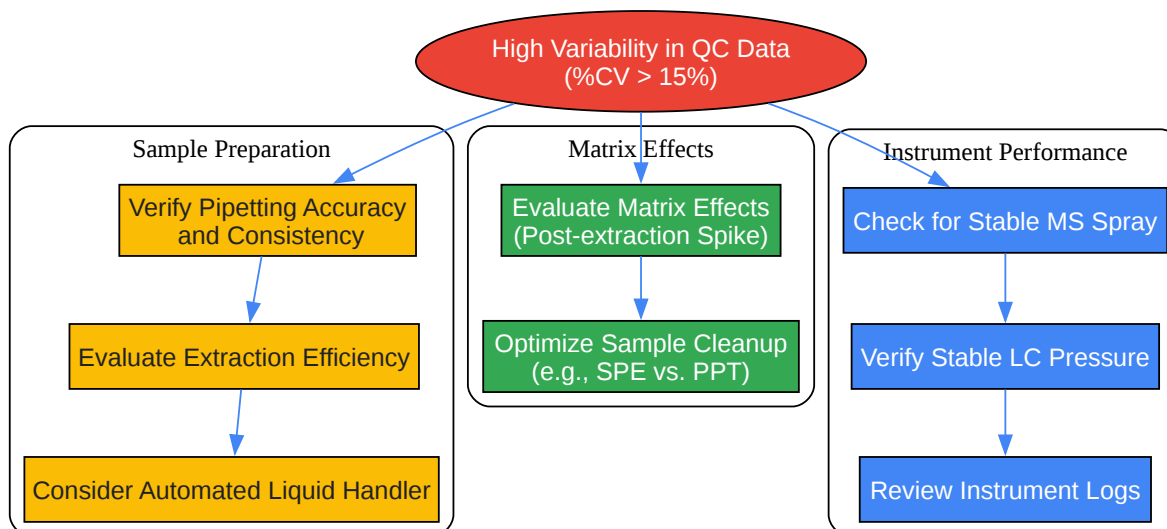 High Variability in QC Data
(%CV > 15%)
Sample Preparation
Verify Pipetting Accuracy
and Consistency
Evaluate Extraction Efficiency
Consider Automated Liquid Handler
Matrix Effects
Evaluate Matrix Effects
(Post-extraction Spike)
Optimize Sample Cleanup
(e.g., SPE vs. PPT)
Instrument Performance
Check for Stable MS Spray
Verify Stable LC Pressure
Review Instrument Logs